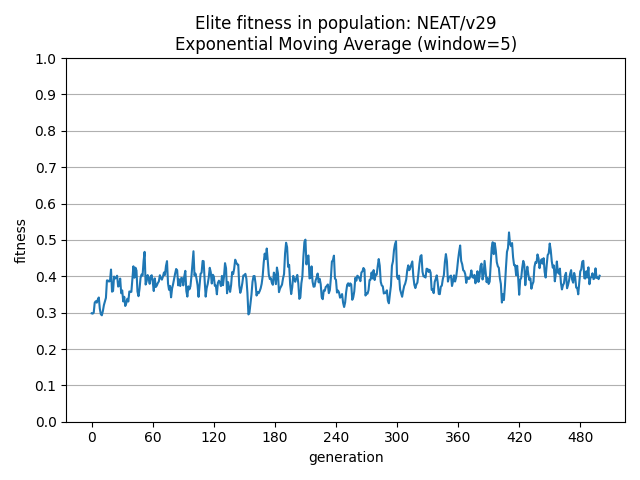 Elite fitness in population: NEAT/v29
Exponential Moving Average (window=5)
1.0
0.9
0.8
0.7
0.6
0.5
0.4
0.3
0.2
0.1
0.0
fitness
0 60 120 180 240 300 360 420 480
generation